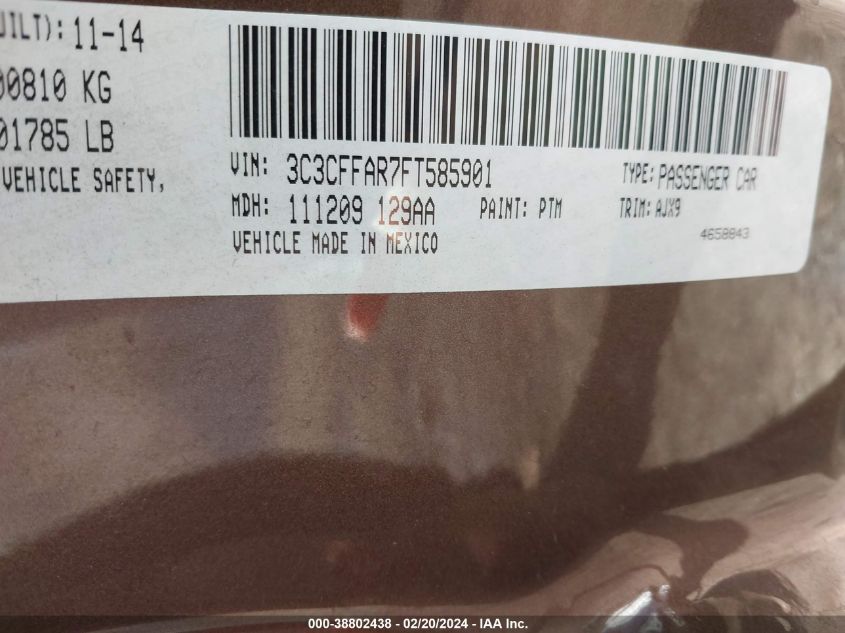 UILT): 11-14
00810 KG
01785 LB
VEHICLE SAFETY,
VIN: 3C3CFFAR7FT585901 TYPE: PASSENGER CAR
MDH: 111209 129AA PAINT: PTM TRIM: AJX9
VEHICLE MADE IN MEXICO 4658843
000-38802438 - 02/20/2024 - IAA Inc.